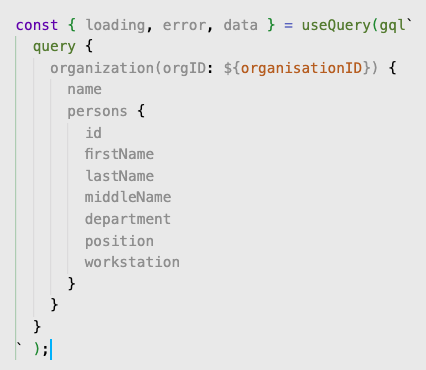 const { loading, error, data } = useQuery(gql`
query {
organization(orgID: ${organisationID}) {
name
persons {
id
firstName
lastName
middleName
department
position
workstation
}
}
}
` );